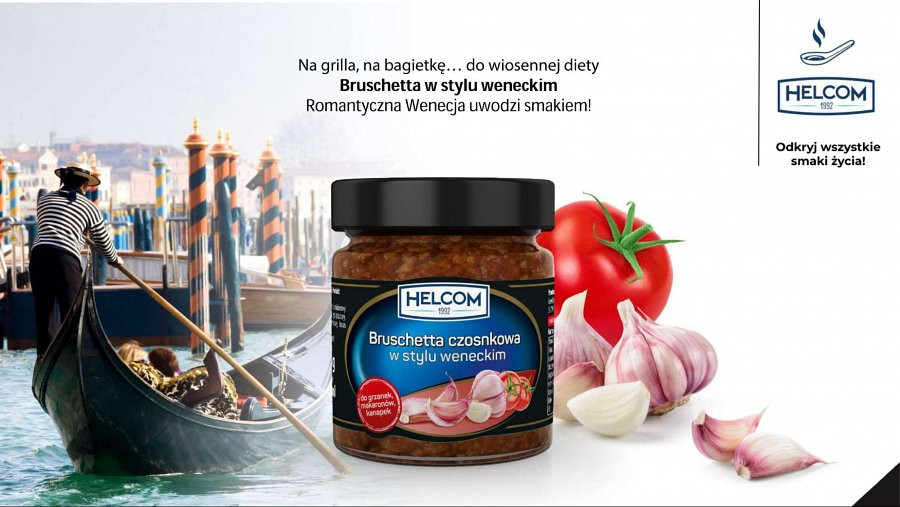 Na grilla, na bagietkę… do wiosennej diety
Bruschetta w stylu weneckim
Romantyczna Wenecja uwodzi smakiem!
HELCOM
1992
Odkryj wszystkie
smaki życia!
HELCOM
1992
Bruschetta czosnkowa
w stylu weneckim
do grzanek,
makaronów,
kanapek